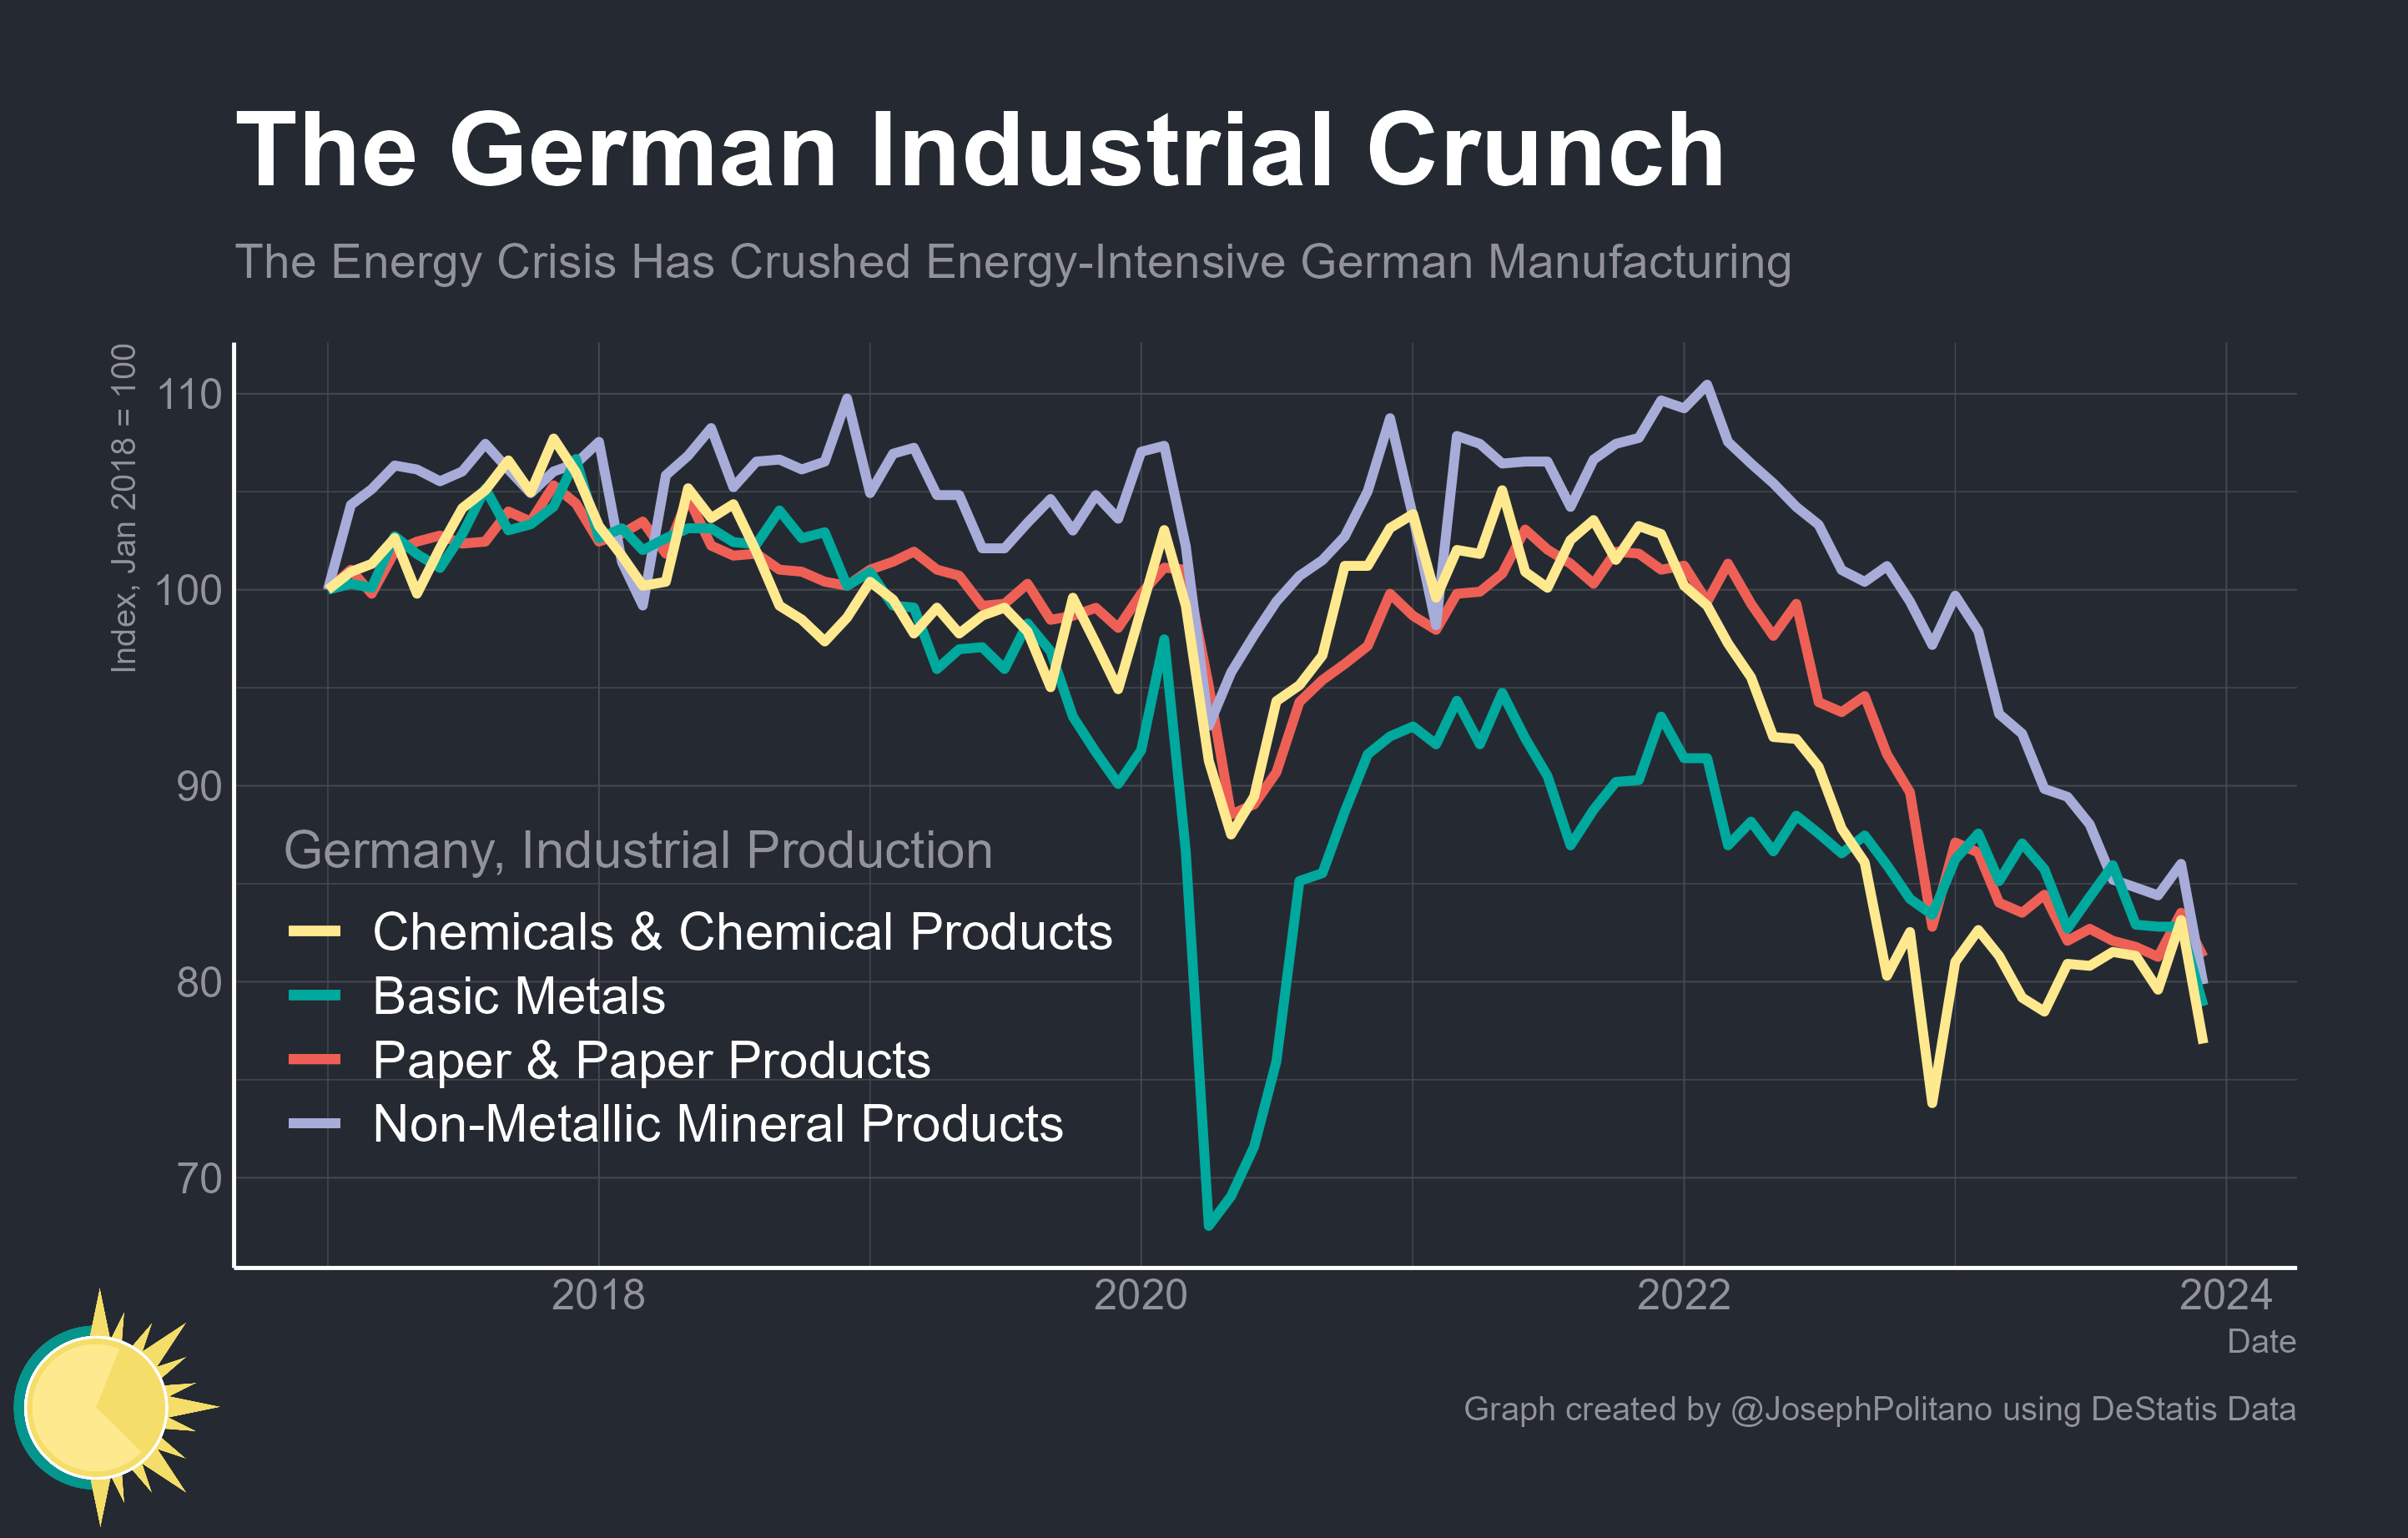 The German Industrial Crunch
The Energy Crisis Has Crushed Energy-Intensive German Manufacturing
Index, Jan 2018 = 100
110
100
90
80
70
Germany, Industrial Production
Chemicals & Chemical Products
Basic Metals
Paper & Paper Products
Non-Metallic Mineral Products
2018
2020
2022
2024
Date
Graph created by @JosephPolitano using DeStatis Data